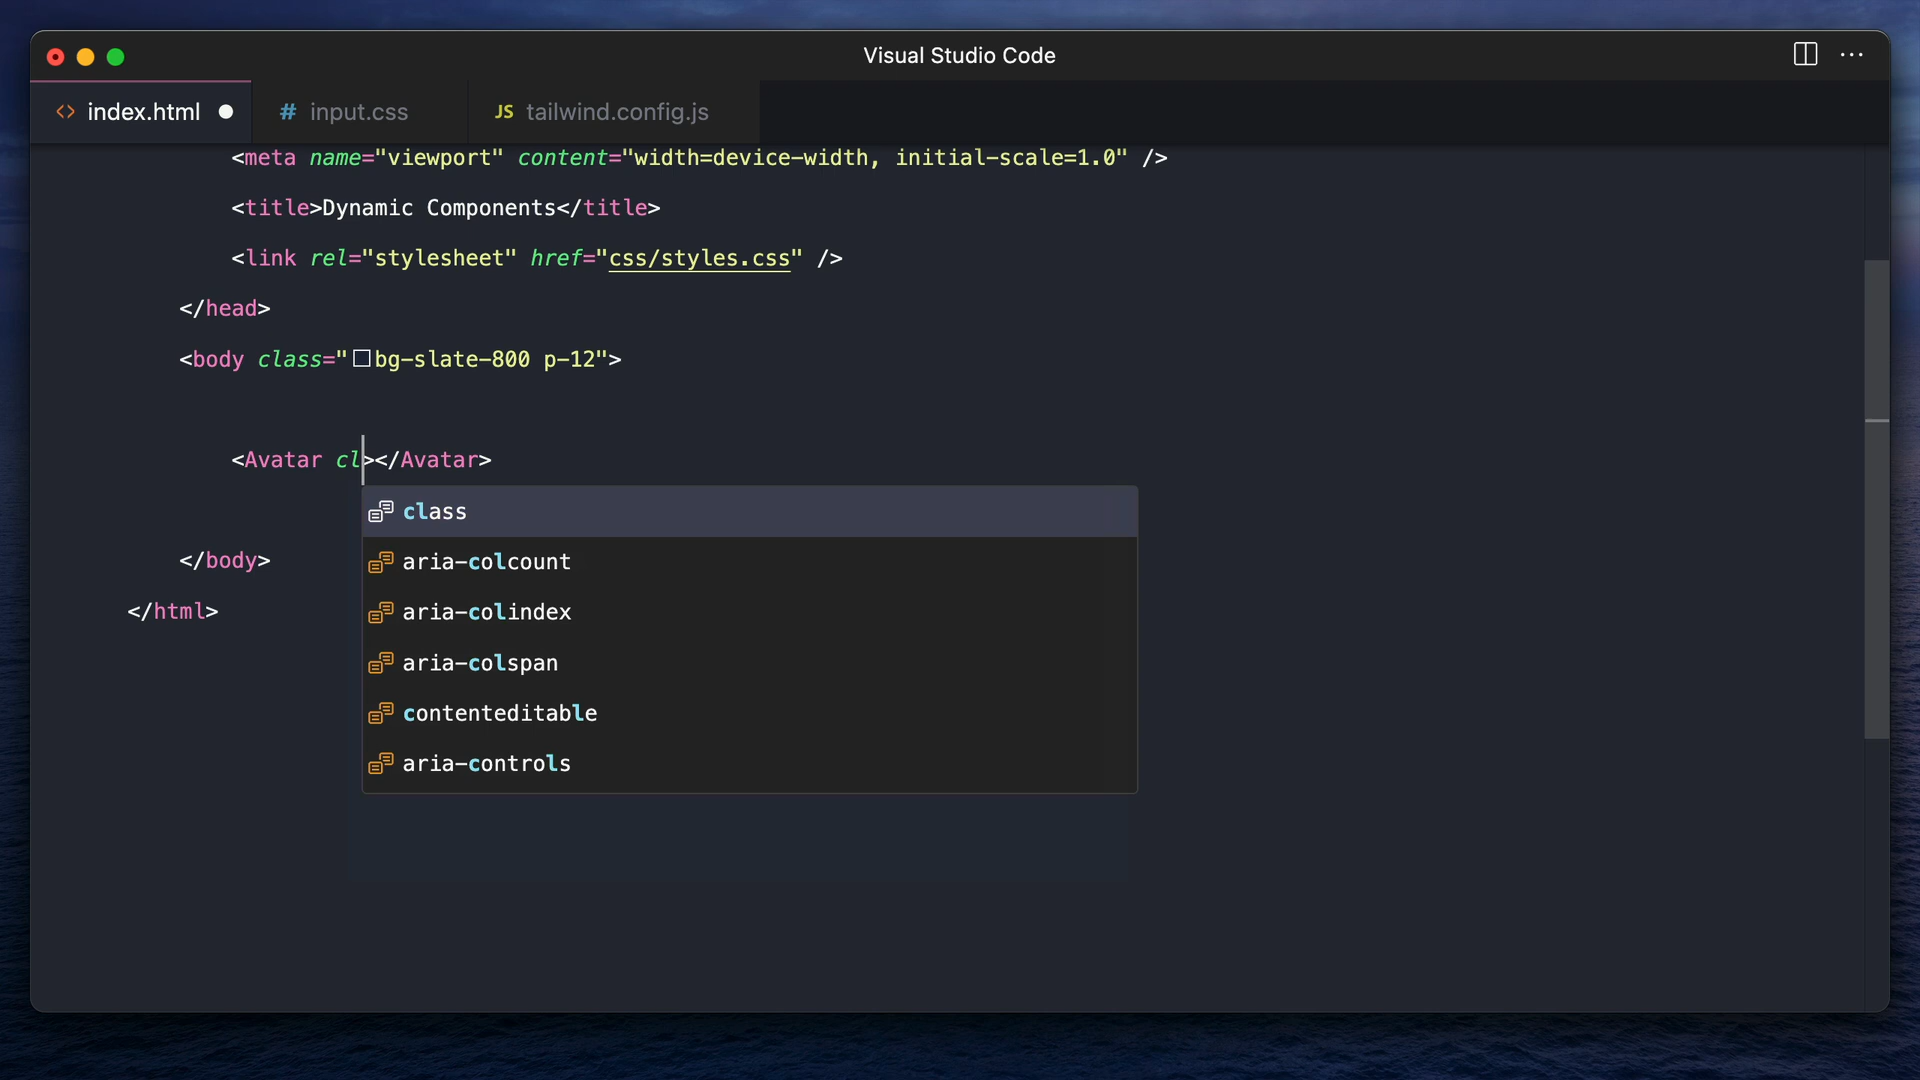 Visual Studio Code
<> index.html
# input.css
JS tailwind.config.js
<meta name="viewport" content="width=device-width, initial-scale=1.0" />
<title>Dynamic Components</title>
<link rel="stylesheet" href="css/styles.css" />
</head>
<body class="bg-slate-800 p-12">
<Avatar cl></Avatar>
class
aria-colcount
aria-colindex
aria-colspan
contenteditable
aria-controls
</body>
</html>